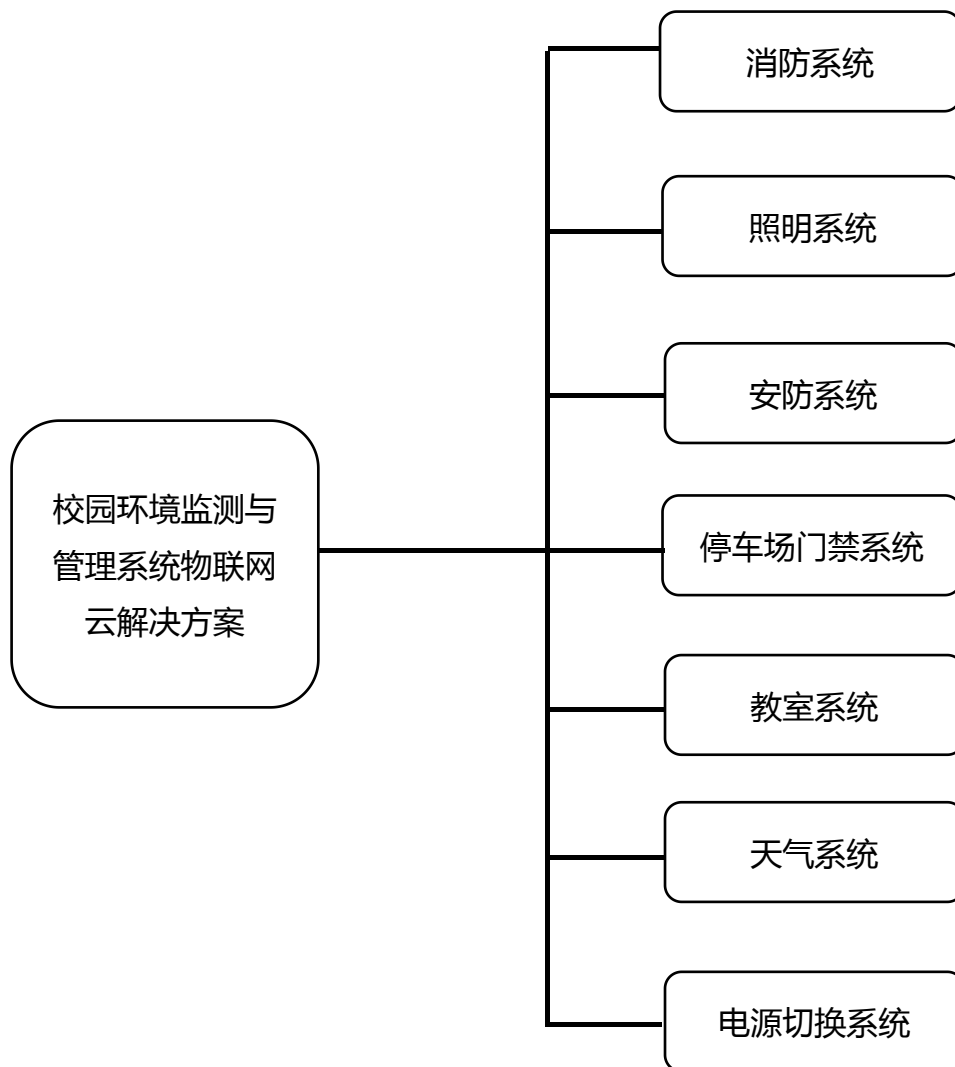 消防系统
照明系统
安防系统
校园环境监测与
管理系统物联网
云解决方案
停车场门禁系统
教室系统
天气系统
电源切换系统